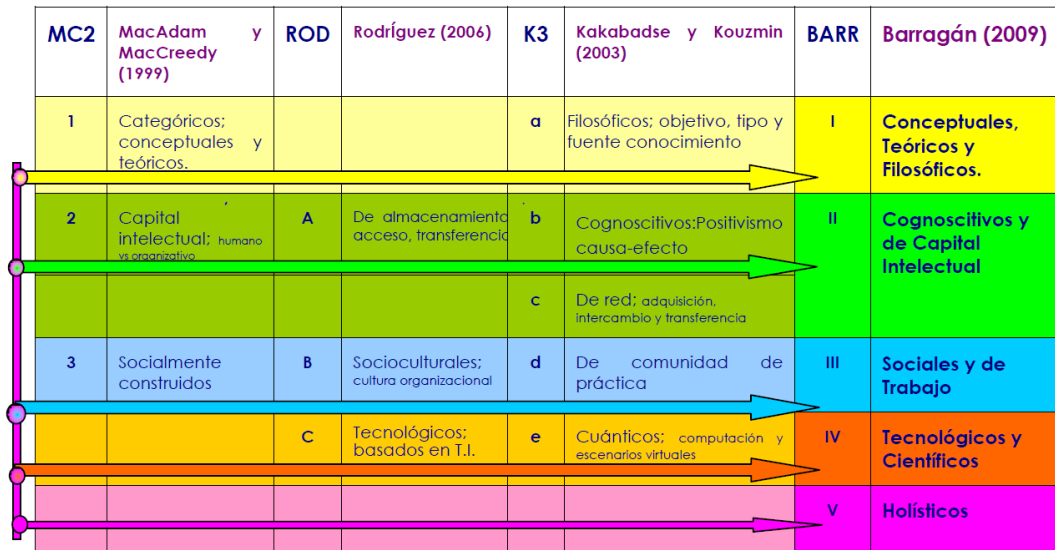 MC2
MacAdam y
MacCreedy
(1999)
ROD
RodrÍguez (2006)
K3
Kakabadse y Kouzmin
(2003)
BARR
Barragán (2009)
1
Categóricos;
conceptuales y
teóricos.
a
Filosóficos; objetivo, tipo y
fuente conocimiento
I
Conceptuales,
Teóricos y
Filosóficos.
2
Capital
intelectual; humano
vs organizativo
A
De almacenamiento
acceso, transferencia
b
Cognoscitivos:Positivismo
causa-efecto
II
Cognoscitivos y
de Capital
Intelectual
c
De red; adquisición,
intercambio y transferencia
3
Socialmente
construidos
B
Socioculturales;
cultura organizacional
d
De comunidad de
práctica
III
Sociales y de
Trabajo
C
Tecnológicos;
basados en T.I.
e
Cuánticos; computación y
escenarios virtuales
IV
Tecnológicos y
Científicos
V
Holísticos